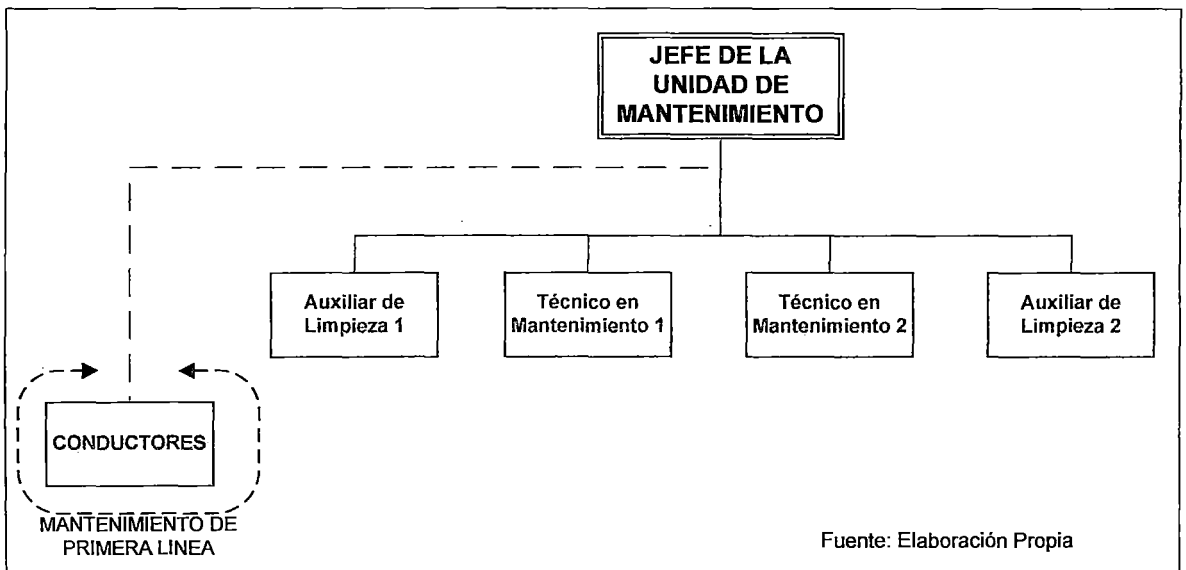 JEFE DE LA
UNIDAD DE
MANTENIMIENTO
Auxiliar de
Limpieza 1
Técnico en
Mantenimiento 1
Técnico en
Mantenimiento 2
Auxiliar de
Limpieza 2
CONDUCTORES
MANTENIMIENTO DE
PRIMERA LINEA
Fuente: Elaboración Propia